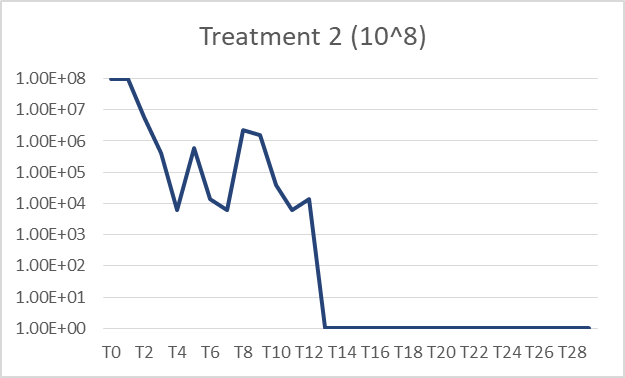 Treatment 2 (10^8)
1.00E+08
1.00E+07
1.00E+06
1.00E+05
1.00E+04
1.00E+03
1.00E+02
1.00E+01
1.00E+00
T0 T2 T4 T6 T8 T10 T12 T14 T16 T18 T20 T22 T24 T26 T28